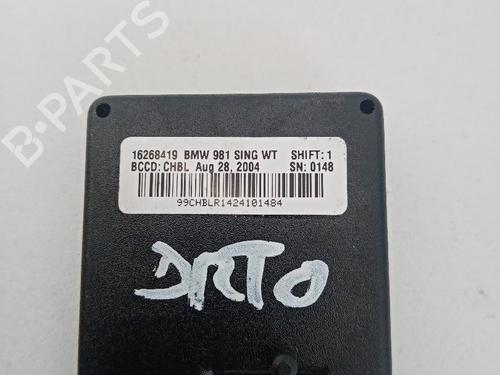 16268419 BMW 981 SING WT SHIFT: 1
BCCD: CHBL Aug 28, 2004 SN: 0148
99CHBLR1424101484
DRTO
B-PARTS